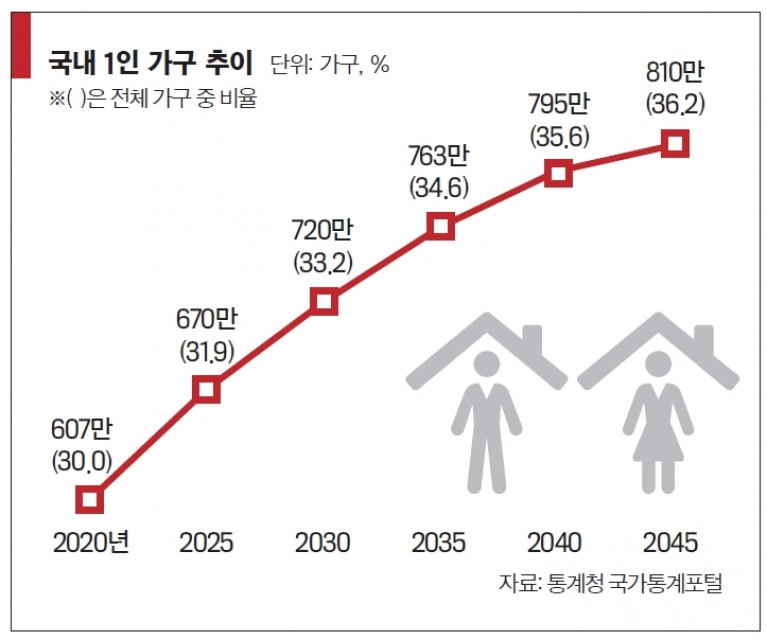 국내 1인 가구 추이 단위: 가구, %
※( )은 전체 가구 중 비율
607만
(30.0)
670만
(31.9)
720만
(33.2)
763만
(34.6)
795만
(35.6)
810만
(36.2)
2020년 2025 2030 2035 2040 2045
자료: 통계청 국가통계포털